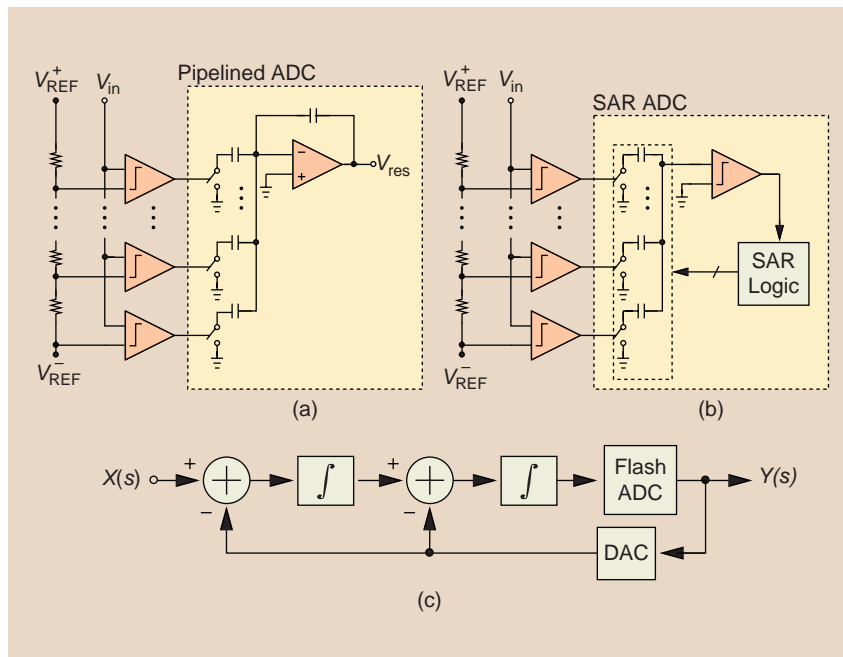 Pipelined ADC
V+REF
Vin
−
+
Vres
V−REF
(a)
V+REF
Vin
SAR ADC
SAR
Logic
V−REF
(b)
X(s)
+
−
+
∫
+
−
+
∫
Flash
ADC
Y(s)
DAC
(c)